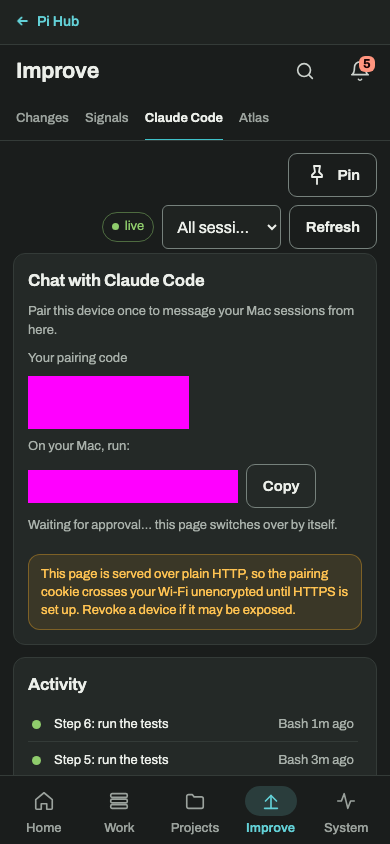 Pi Hub
Improve
5
Changes Signals Claude Code Atlas
Pin
live
All sessi...
Refresh
Chat with Claude Code
Pair this device once to message your Mac sessions from
here.
Your pairing code
On your Mac, run:
Copy
Waiting for approval... this page switches over by itself.
This page is served over plain HTTP, so the pairing
cookie crosses your Wi-Fi unencrypted until HTTPS is
set up. Revoke a device if it may be exposed.
Activity
Step 6: run the tests Bash 1m ago
Step 5: run the tests Bash 3m ago
Home Work Projects Improve System